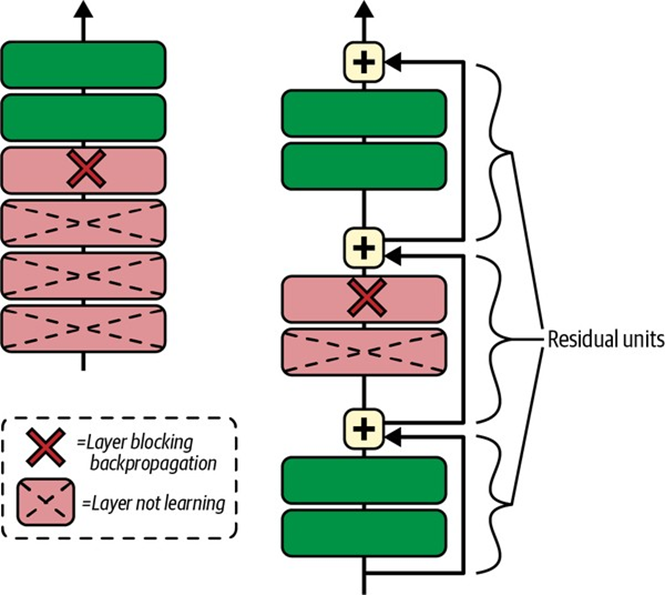 +
+
Residual units
+
=Layer blocking
backpropagation
=Layer not learning